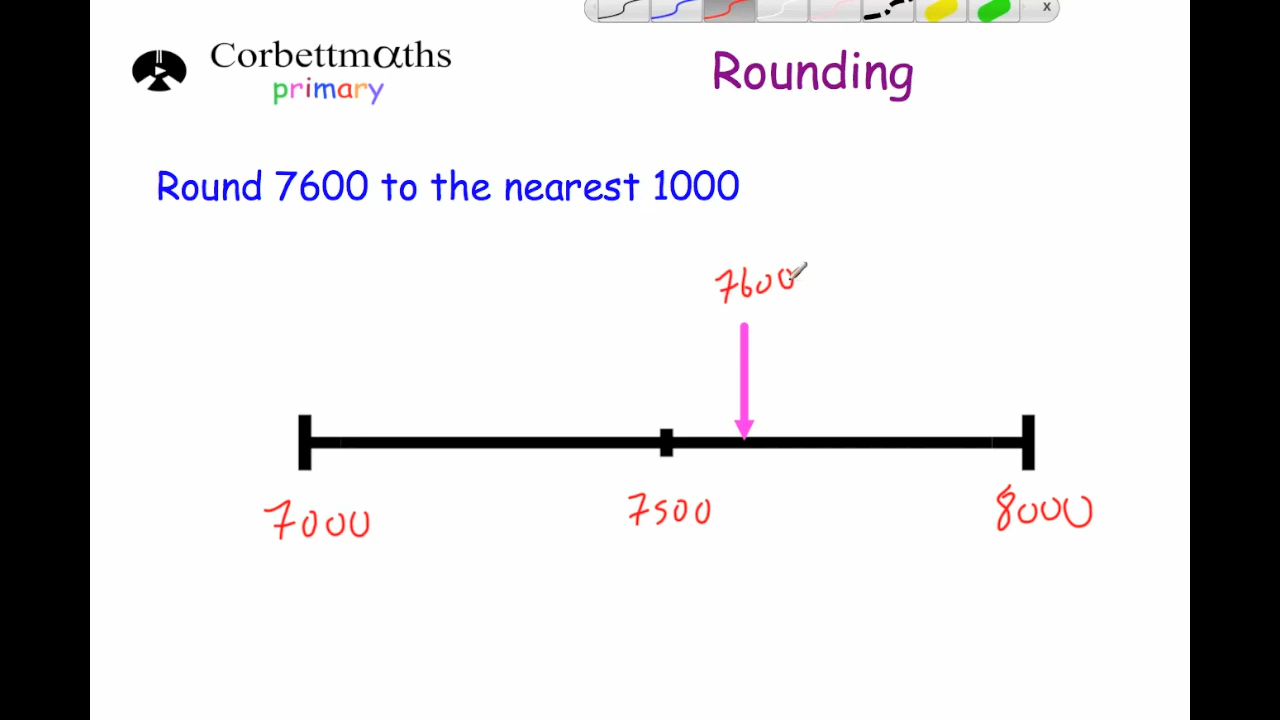 x
Corbettmαths
primary
Rounding
Round 7600 to the nearest 1000
7600
7000
7500
8000